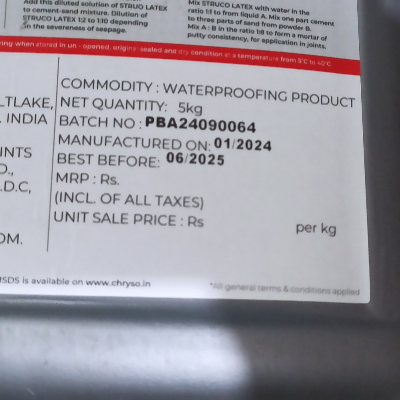 Add this diluted solution of STRUO LATEX
to cement-sand mixture. Dilution of
STRUCO LATEX 1:2 to 1:10 depending
in the severeness of seepage.
Mix STRUCO LATEX with water in the
ratio 1:1 to from liquid A. Mix one part cement
to three parts of sand from powder B.
Mix A : B in the ratio 1:8 to form a mortar of
putty consistency, for application in joints.
when stored in un - opened, original sealed and dry condition at a temperature from 5°C to 40°C
LTLAKE,
INDIA
INTS
D.,
.D.C,
OM.
COMMODITY : WATERPROOFING PRODUCT
NET QUANTITY: 5kg
BATCH NO : PBA24090064
MANUFACTURED ON: 01/2024
BEST BEFORE: 06/2025
MRP : Rs.
(INCL. OF ALL TAXES)
UNIT SALE PRICE : Rs per kg
MSDS is available on www.chryso.in
*All general terms & conditions applied